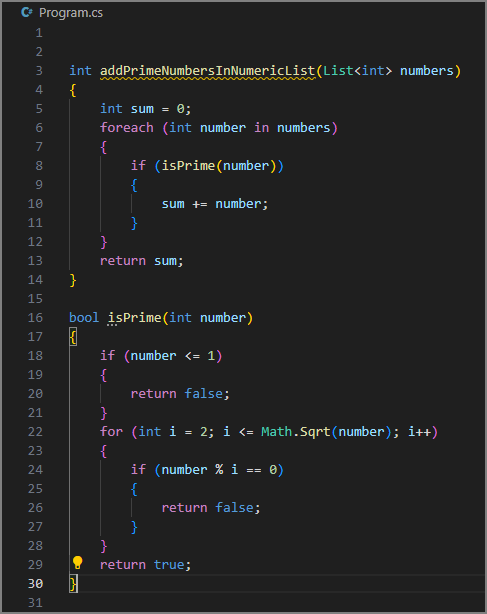 C# Program.cs
1
2
3 int addPrimeNumbersInNumericList(List<int> numbers)
4 {
5     int sum = 0;
6     foreach (int number in numbers)
7     {
8         if (isPrime(number))
9         {
10             sum += number;
11         }
12     }
13     return sum;
14 }
15
16 bool isPrime(int number)
17 {
18     if (number <= 1)
19     {
20         return false;
21     }
22     for (int i = 2; i <= Math.Sqrt(number); i++)
23     {
24         if (number % i == 0)
25         {
26             return false;
27         }
28     }
29     return true;
30 }
31